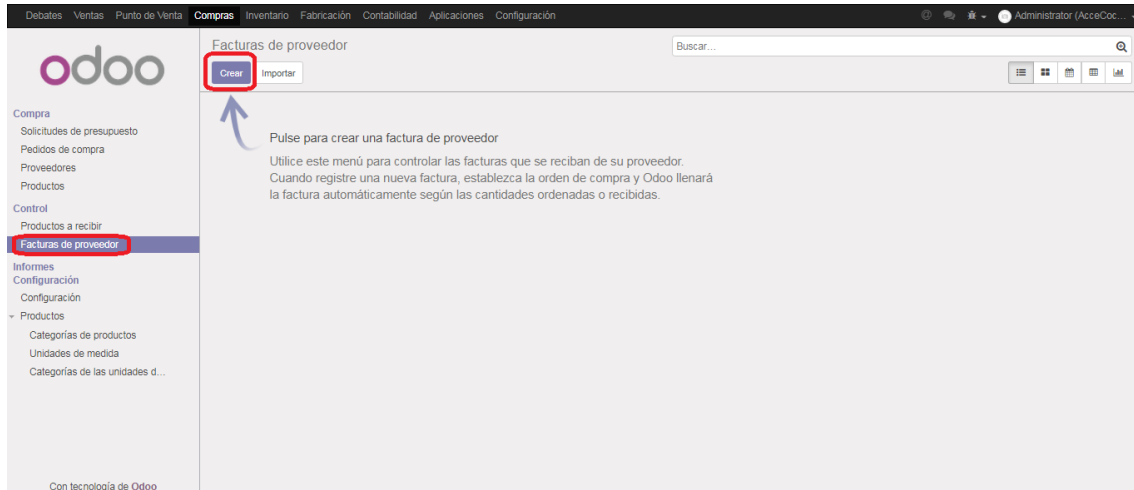 Debates Ventas Punto de Venta Compras Inventario Fabricación Contabilidad Aplicaciones Configuración @ Administrator (AcceCoc...
odoo
Facturas de proveedor
Buscar...
Crear Importar
Compra
Solicitudes de presupuesto
Pedidos de compra
Proveedores
Productos
Control
Productos a recibir
Facturas de proveedor
Informes
Configuración
Configuración
Productos
Categorías de productos
Unidades de medida
Categorías de las unidades d...
Con tecnología de Odoo
Pulse para crear una factura de proveedor
Utilice este menú para controlar las facturas que se reciban de su proveedor.
Cuando registre una nueva factura, establezca la orden de compra y Odoo llenará
la factura automáticamente según las cantidades ordenadas o recibidas.